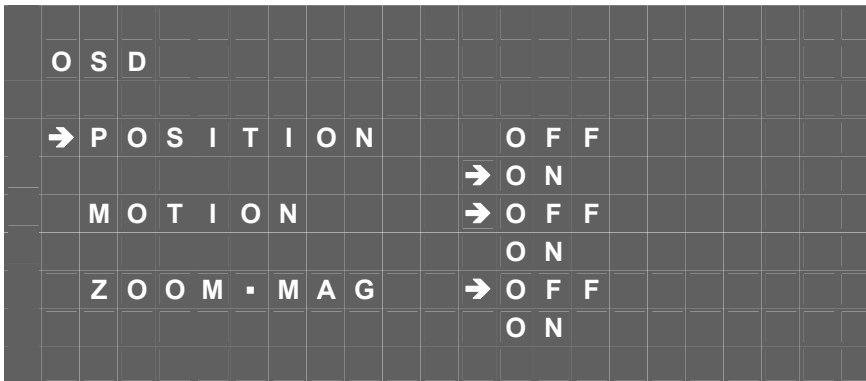 OSD
➔POSITION OFF
➔ON
MOTION ➔OFF
ON
ZOOM▪MAG ➔OFF
ON